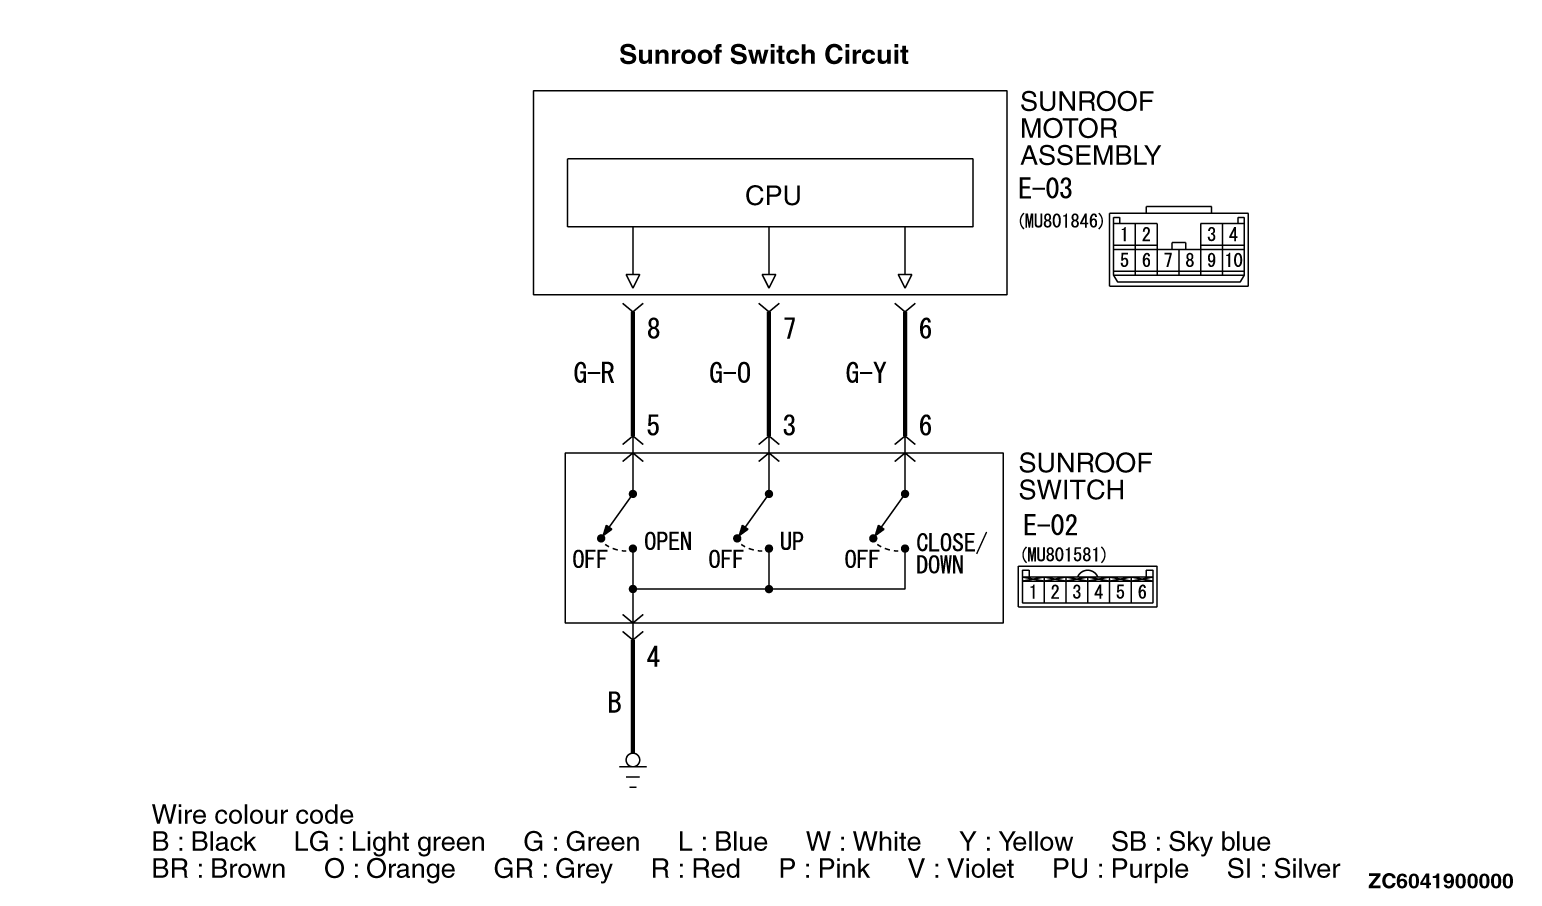 Sunroof Switch Circuit
SUNROOF
MOTOR
ASSEMBLY
E-03
(MU801846)
CPU
1 2 3 4
5 6 7 8 9 10
8 7 6
G-R G-O G-Y
5 3 6
SUNROOF
SWITCH
E-02
(MU801581)
1 2 3 4 5 6
OFF OPEN OFF UP OFF CLOSE/
DOWN
4
B
Wire colour code
B : Black LG : Light green G : Green L : Blue W : White Y : Yellow SB : Sky blue
BR : Brown O : Orange GR : Grey R : Red P : Pink V : Violet PU : Purple SI : Silver
ZC6041900000